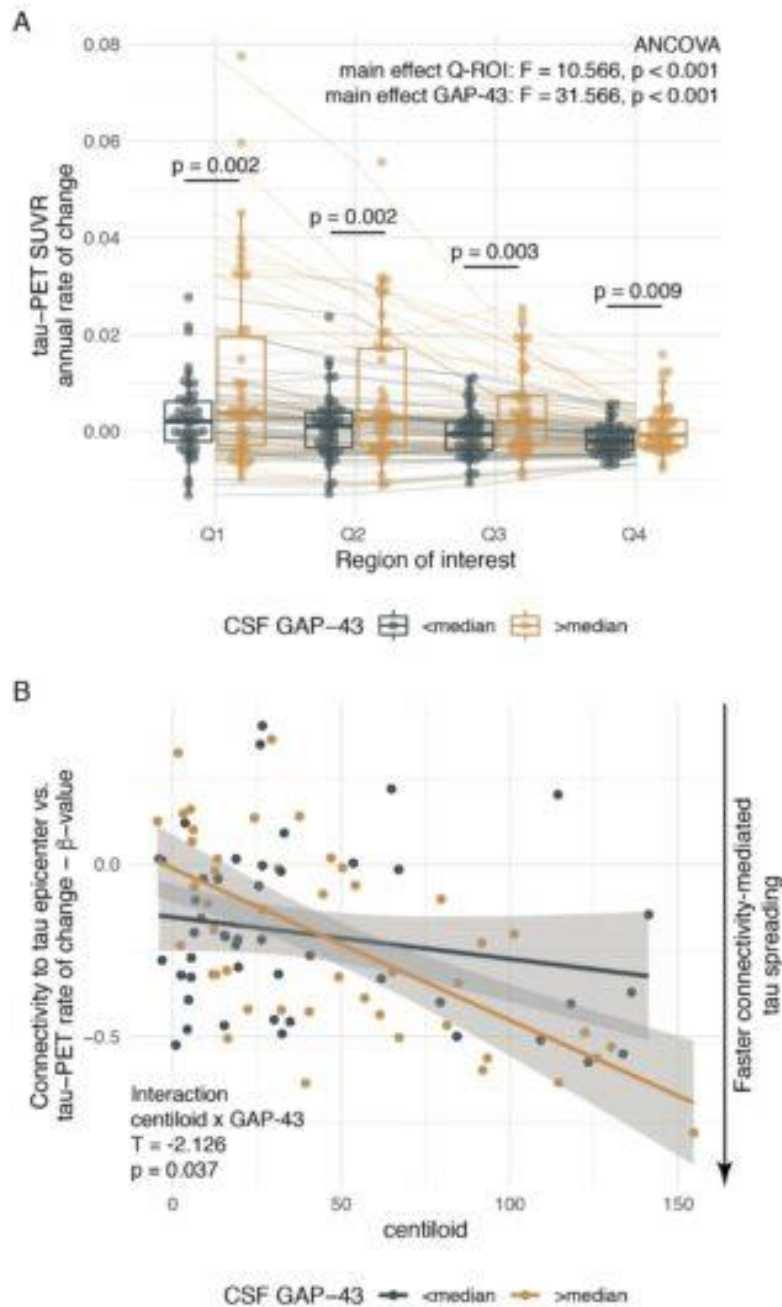 A
0.08
0.06
0.04
0.02
0.00
tau-PET SUVR
annual rate of change
ANCOVA
main effect Q-ROI: F = 10.566, p < 0.001
main effect GAP-43: F = 31.566, p < 0.001
p = 0.002
p = 0.002
p = 0.003
p = 0.009
Q1
Q2
Q3
Q4
Region of interest
CSF GAP-43 <median >median
B
Connectivity to tau epicenter vs.
tau-PET rate of change - β-value
0.0
-0.5
Interaction
centiloid x GAP-43
T = -2.126
p = 0.037
Faster connectivity-mediated
tau spreading
0
50
100
150
centiloid
CSF GAP-43 <median >median